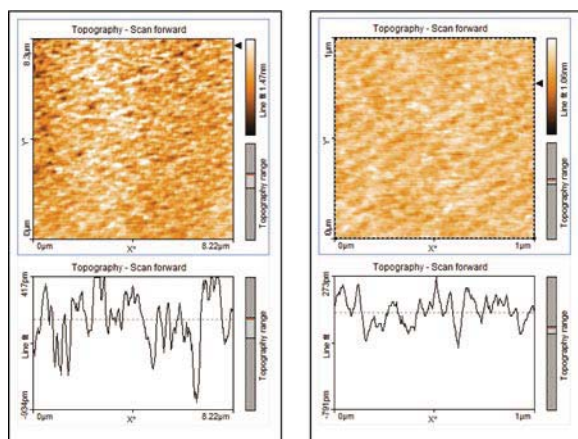 Topography - Scan forward
8.3µm
Y*
0µm
0µm
X*
8.22µm
Line fit 1.47nm
Topography range
Topography - Scan forward
417pm
Line fit
-934pm
0µm
X*
8.22µm
Topography range
Topography - Scan forward
1µm
Y*
0µm
0µm
X*
1µm
Line fit 1.06nm
Topography range
Topography - Scan forward
273pm
Line fit
-791pm
0µm
X*
1µm
Topography range